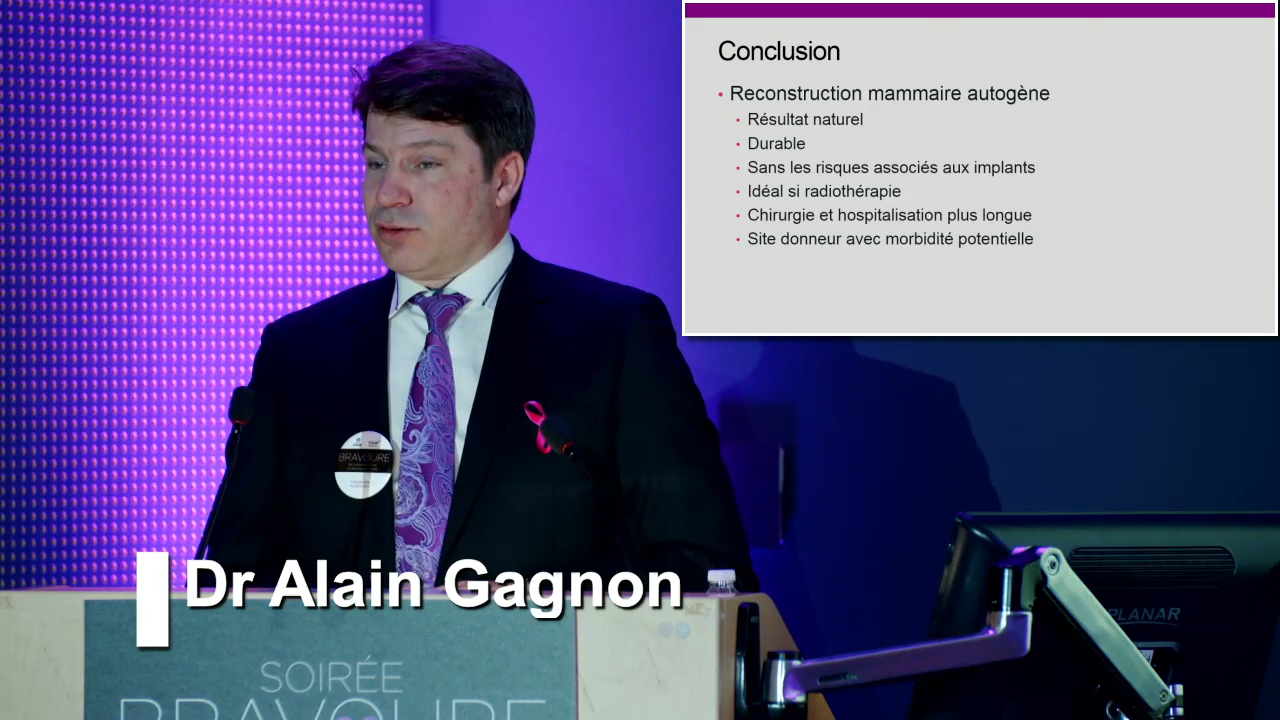 Conclusion
• Reconstruction mammaire autogène
• Résultat naturel
• Durable
• Sans les risques associés aux implants
• Idéal si radiothérapie
• Chirurgie et hospitalisation plus longue
• Site donneur avec morbidité potentielle
BRAVOURE
Dr Alain Gagnon
PLANAR
SOIRÉE
BRAVOURE